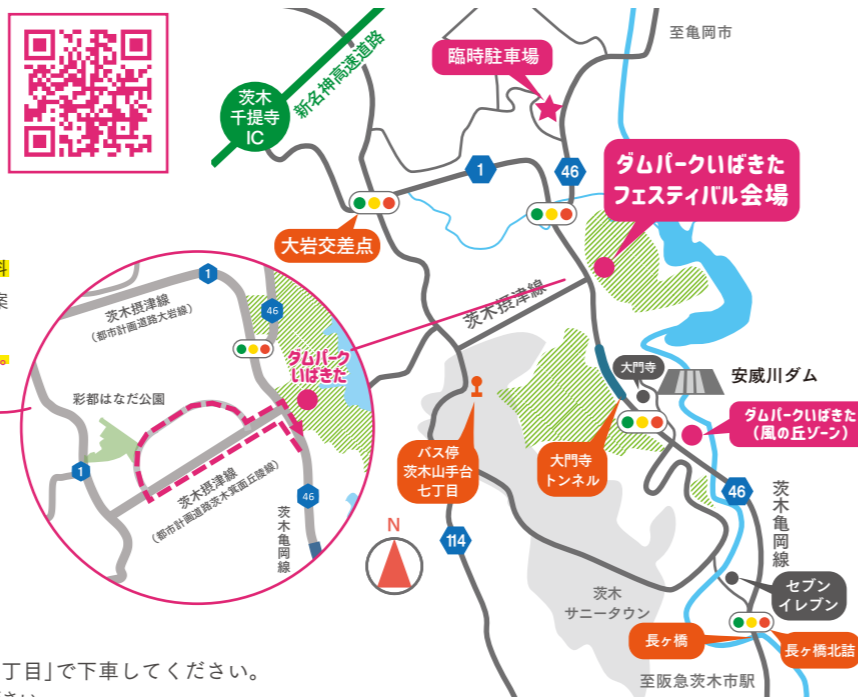 至亀岡市
臨時駐車場
新名神高速道路
茨木
千提寺
IC
1
46
ダムパークいばきた
フェスティバル会場
大岩交差点
料
案
。
1
茨木摂津線
(都市計画道路大岩線)
46
ダムパーク
いばきた
彩都はなだ公園
1
茨木摂津線
(都市計画道路茨木箕面丘陵線)
46
茨木亀岡線
茨木摂津線
大門寺
安威川ダム
ダムパークいばきた
(風の丘ゾーン)
バス停
茨木山手台
七丁目
大門寺
トンネル
46
茨木亀岡線
N
114
茨木
サニータウン
セブン
イレブン
長ヶ橋
長ヶ橋北詰
至阪急茨木市駅
丁目」で下車してください。